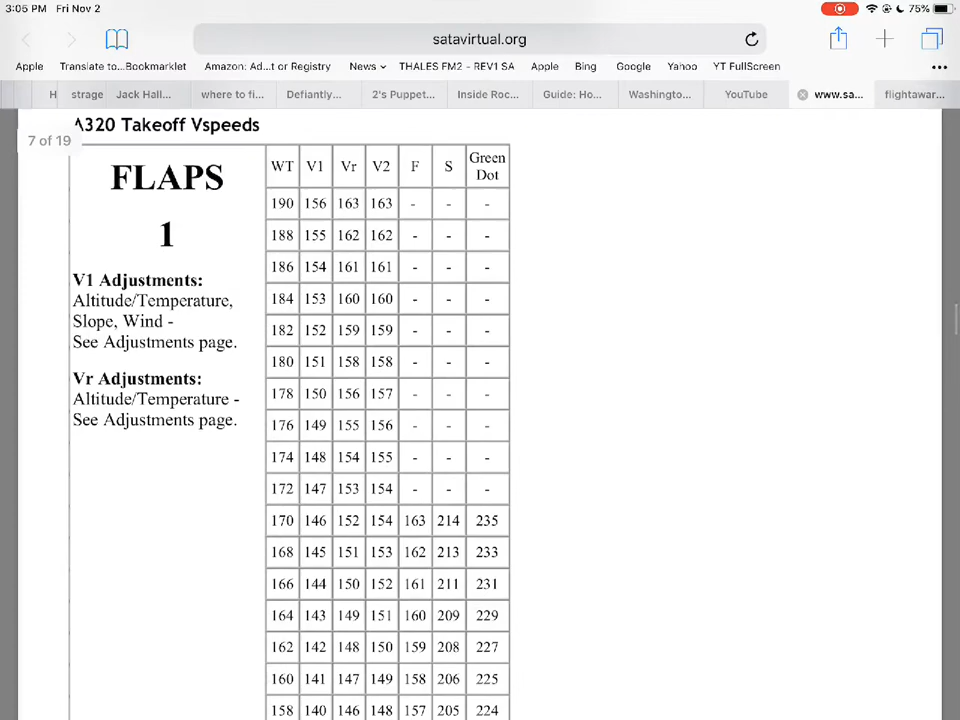 3:05 PM Fri Nov 2 75%
satavirtual.org
Apple Translate to...Bookmarklet Amazon: Ad...t or Registry News THALES FM2 - REV1 SA Apple Bing Google Yahoo YT FullScreen
H strage Jack Hall... where to fi... Defiantly... 2's Puppet... Inside Roc... Guide: Ho... Washingto... YouTube www.sa... flightawar...
A320 Takeoff Vspeeds
7 of 19
FLAPS
1
V1 Adjustments:
Altitude/Temperature,
Slope, Wind -
See Adjustments page.
Vr Adjustments:
Altitude/Temperature -
See Adjustments page.
WT V1 Vr V2 F S Green Dot
190 156 163 163 - - -
188 155 162 162 - - -
186 154 161 161 - - -
184 153 160 160 - - -
182 152 159 159 - - -
180 151 158 158 - - -
178 150 156 157 - - -
176 149 155 156 - - -
174 148 154 155 - - -
172 147 153 154 - - -
170 146 152 154 163 214 235
168 145 151 153 162 213 233
166 144 150 152 161 211 231
164 143 149 151 160 209 229
162 142 148 150 159 208 227
160 141 147 149 158 206 225
158 140 146 148 157 205 224